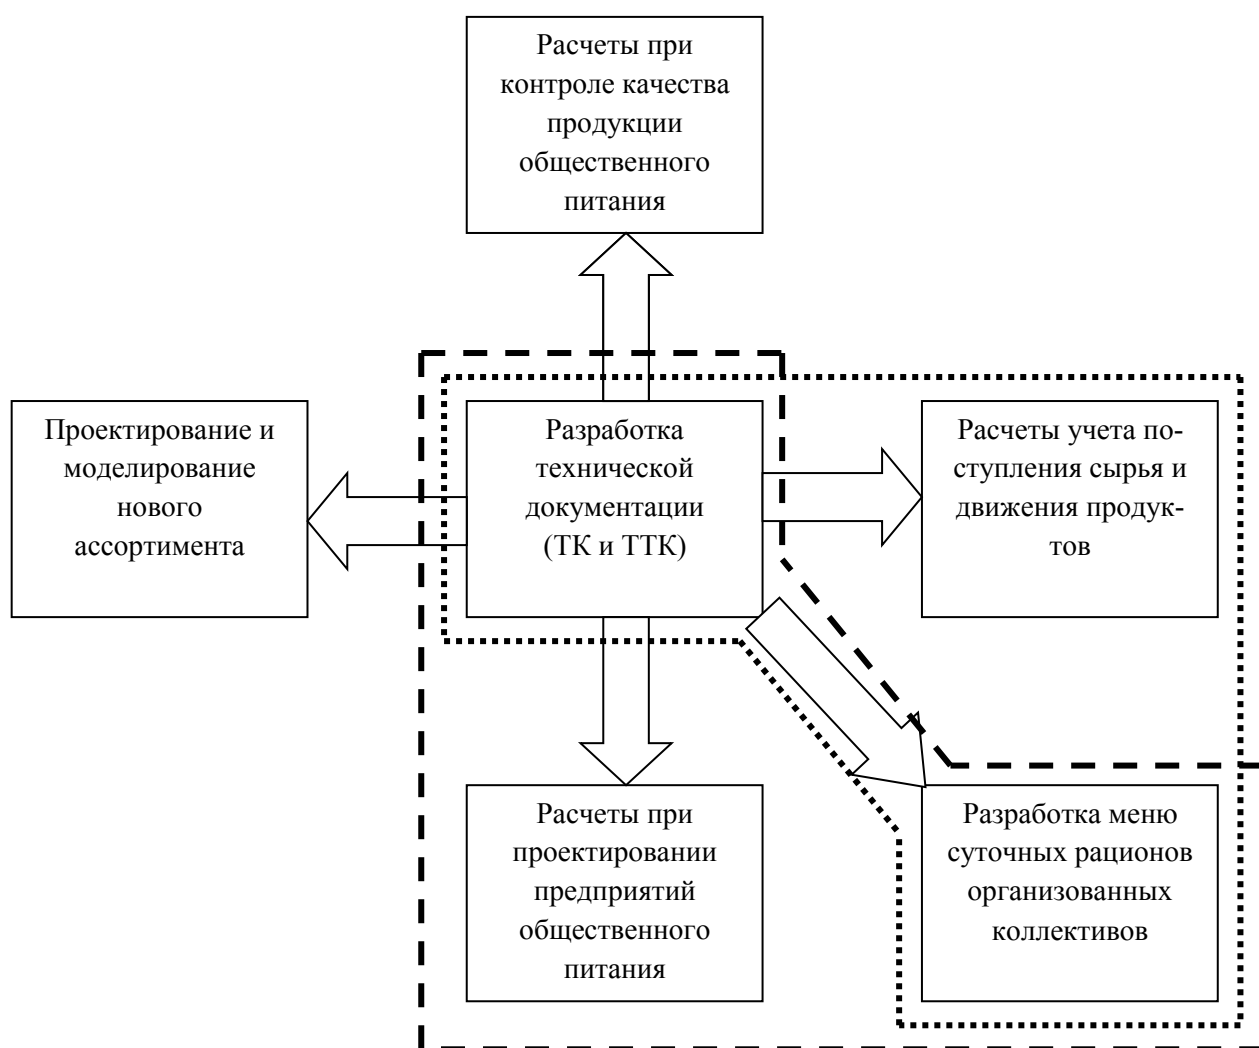 Расчеты при
контроле качества
продукции
общественного
питания
Проектирование и
моделирование
нового
ассортимента
Разработка
технической
документации
(ТК и ТТК)
Расчеты учета по-
ступления сырья и
движения продук-
тов
Расчеты при
проектировании
предприятий
общественного
питания
Разработка меню
суточных рационов
организованных
коллективов